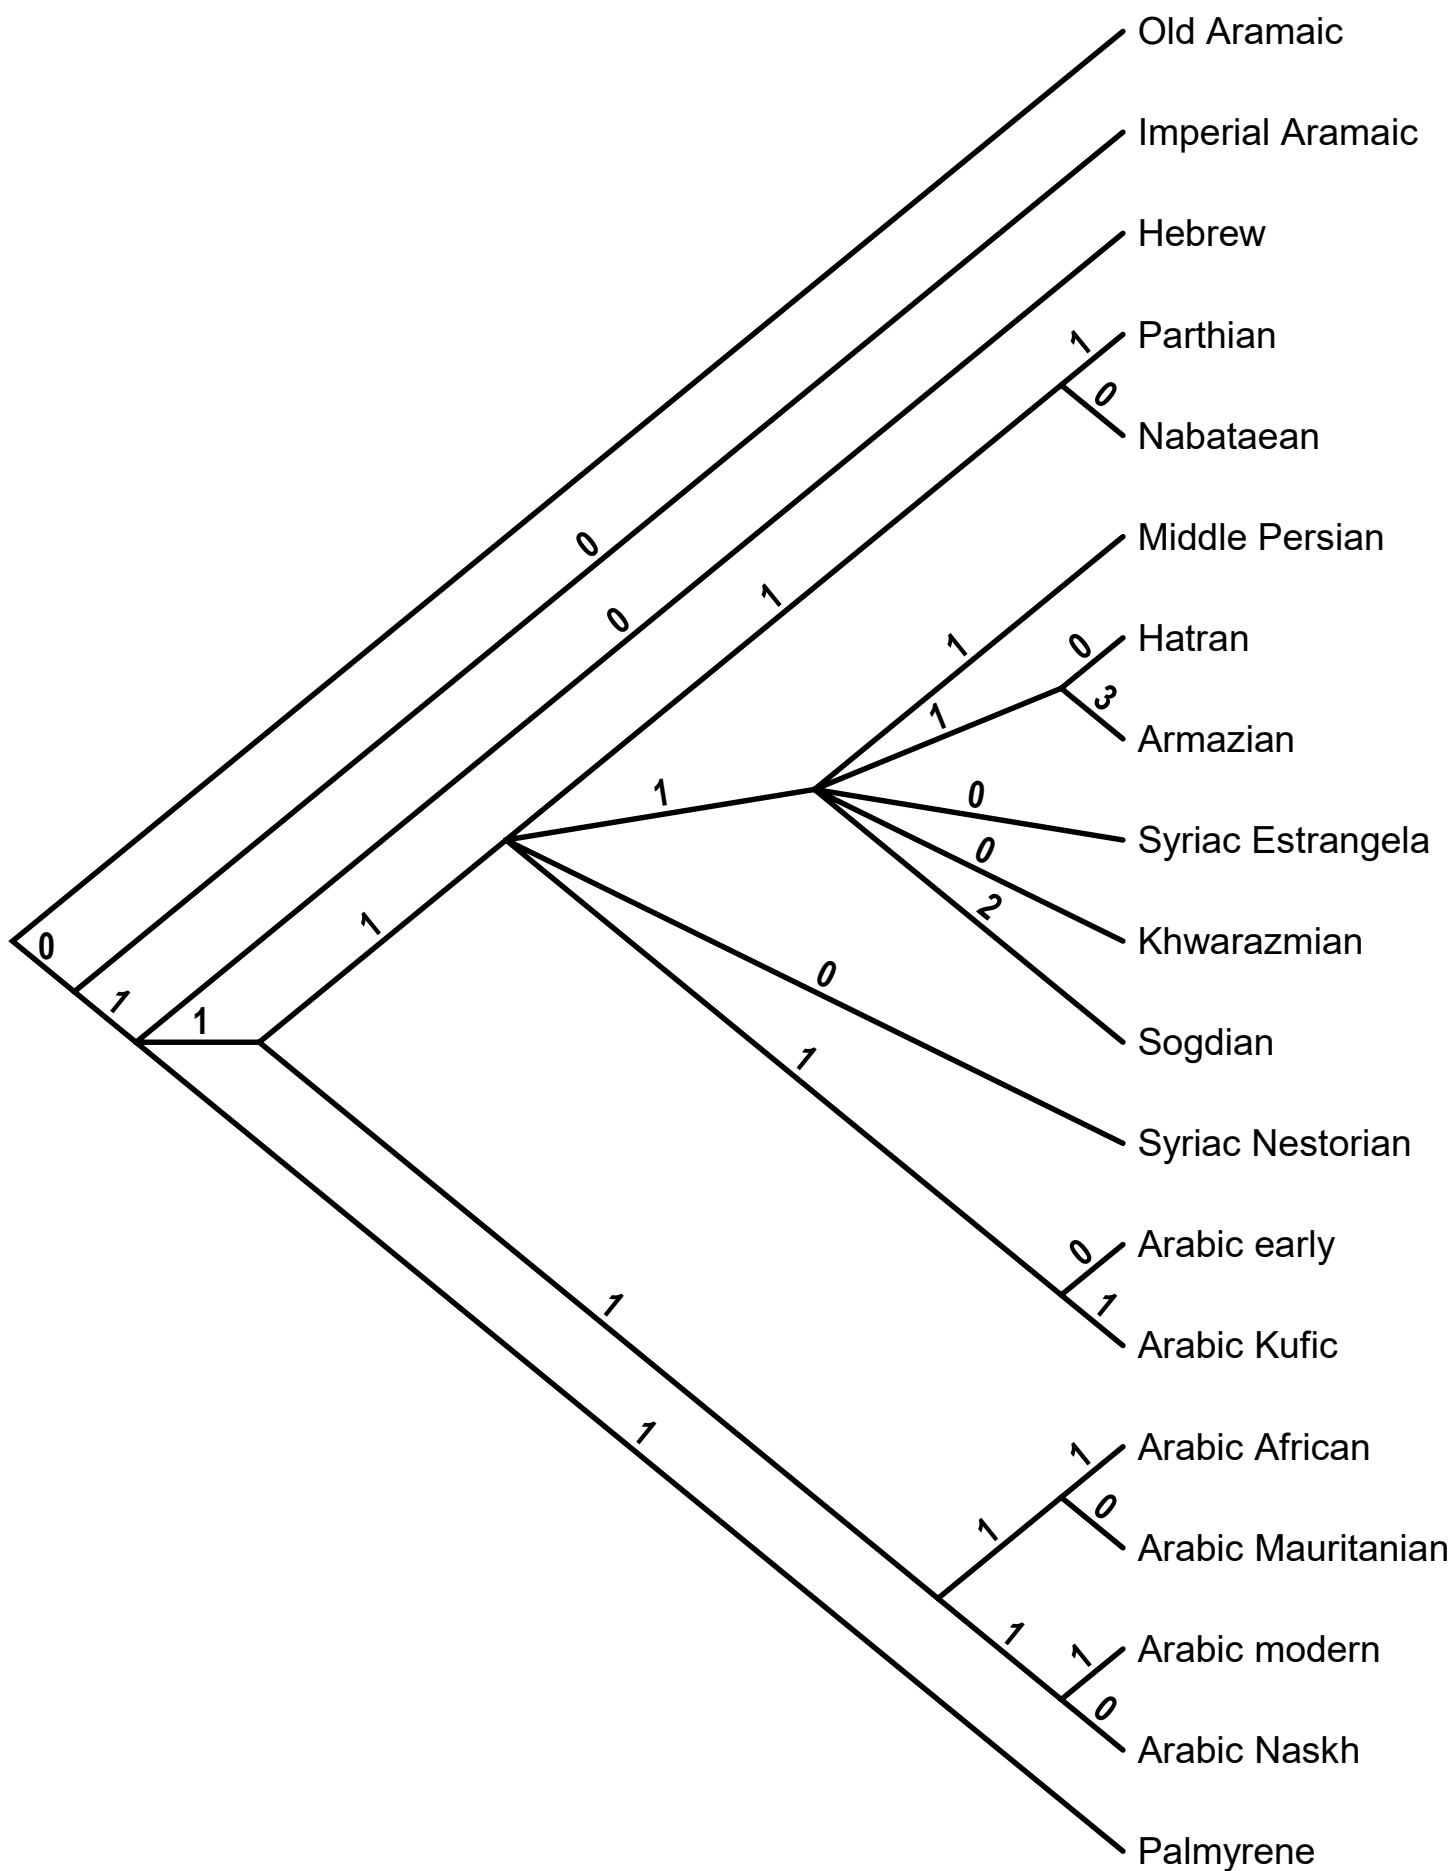 Old Aramaic
Imperial Aramaic
Hebrew
1 Parthian
0 Nabataean
Middle Persian
0
1
0
1
0 Hatran
1
3 Armazian
1
0
Syriac Estrangela
0
2
1
Khwarazmian
0
0
1
1
Sogdian
1
Syriac Nestorian
0 Arabic early
1
1 Arabic Kufic
1
1 Arabic African
0
1
Arabic Mauritanian
1
1 Arabic modern
0
Arabic Naskh
Palmyrene